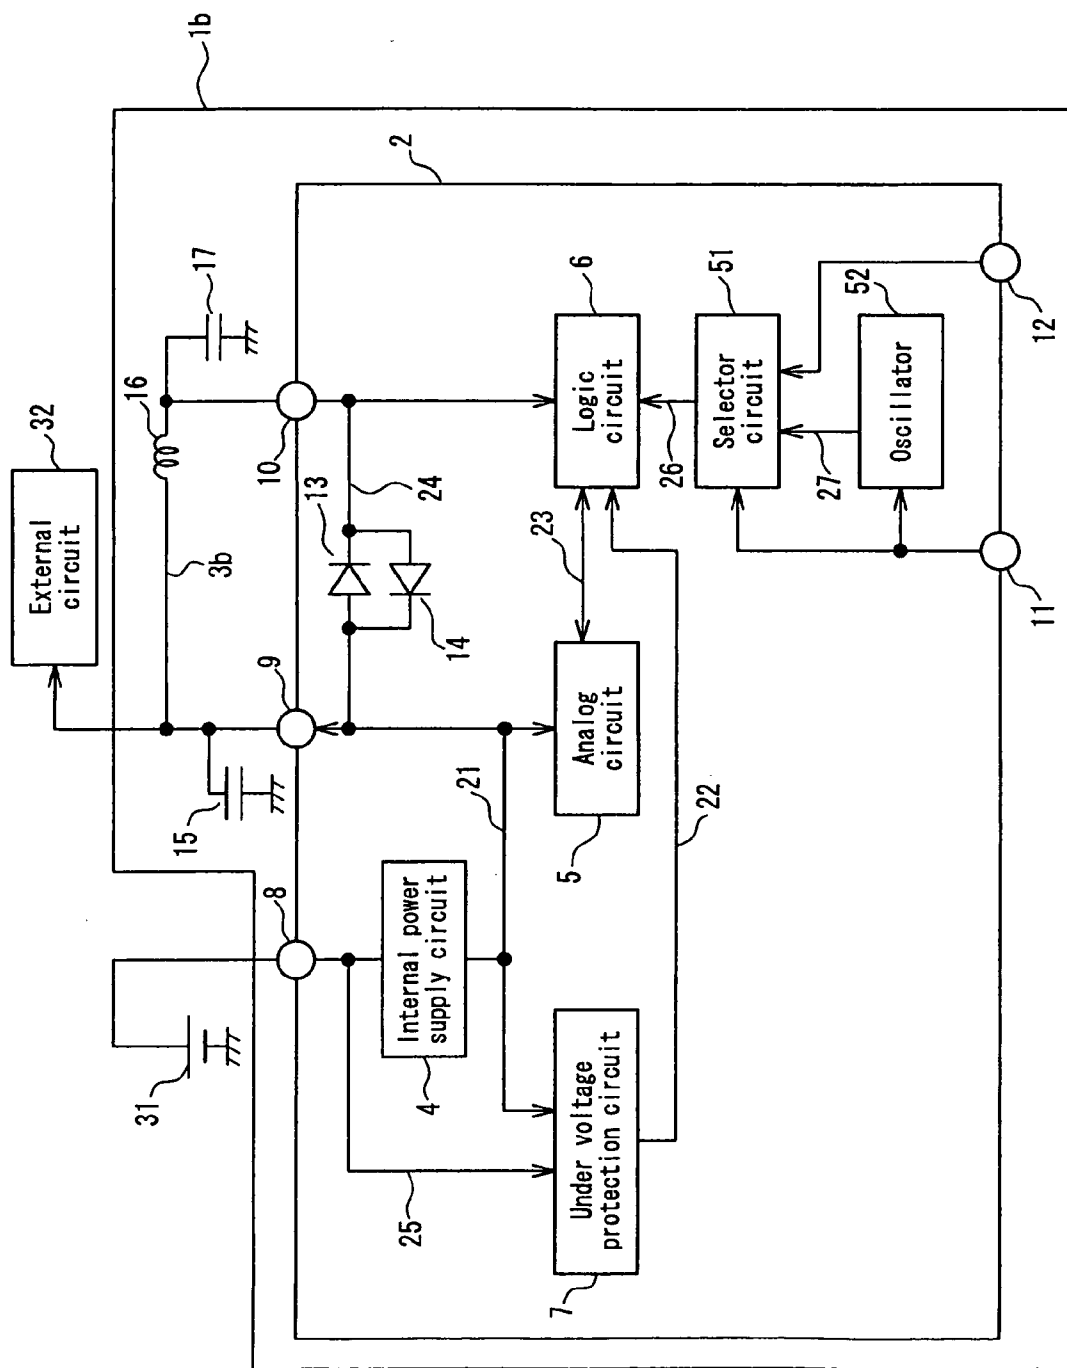 1b
2
32
External
circuit
16
17
3b
9
10
15
8
31
13
24
14
21
Internal power
supply circuit
4
25
Under voltage
protection circuit
7
22
Analog
circuit
5
23
Logic
circuit
6
26
Selector
circuit
51
27
Oscillator
52
11
12